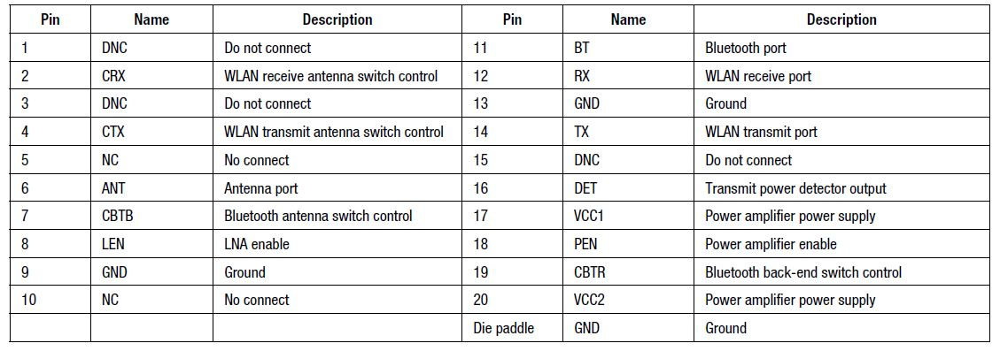 Pin Name Description Pin Name Description
1 DNC Do not connect 11 BT Bluetooth port
2 CRX WLAN receive antenna switch control 12 RX WLAN receive port
3 DNC Do not connect 13 GND Ground
4 CTX WLAN transmit antenna switch control 14 TX WLAN transmit port
5 NC No connect 15 DNC Do not connect
6 ANT Antenna port 16 DET Transmit power detector output
7 CBTB Bluetooth antenna switch control 17 VCC1 Power amplifier power supply
8 LEN LNA enable 18 PEN Power amplifier enable
9 GND Ground 19 CBTR Bluetooth back-end switch control
10 NC No connect 20 VCC2 Power amplifier power supply
Die paddle GND Ground